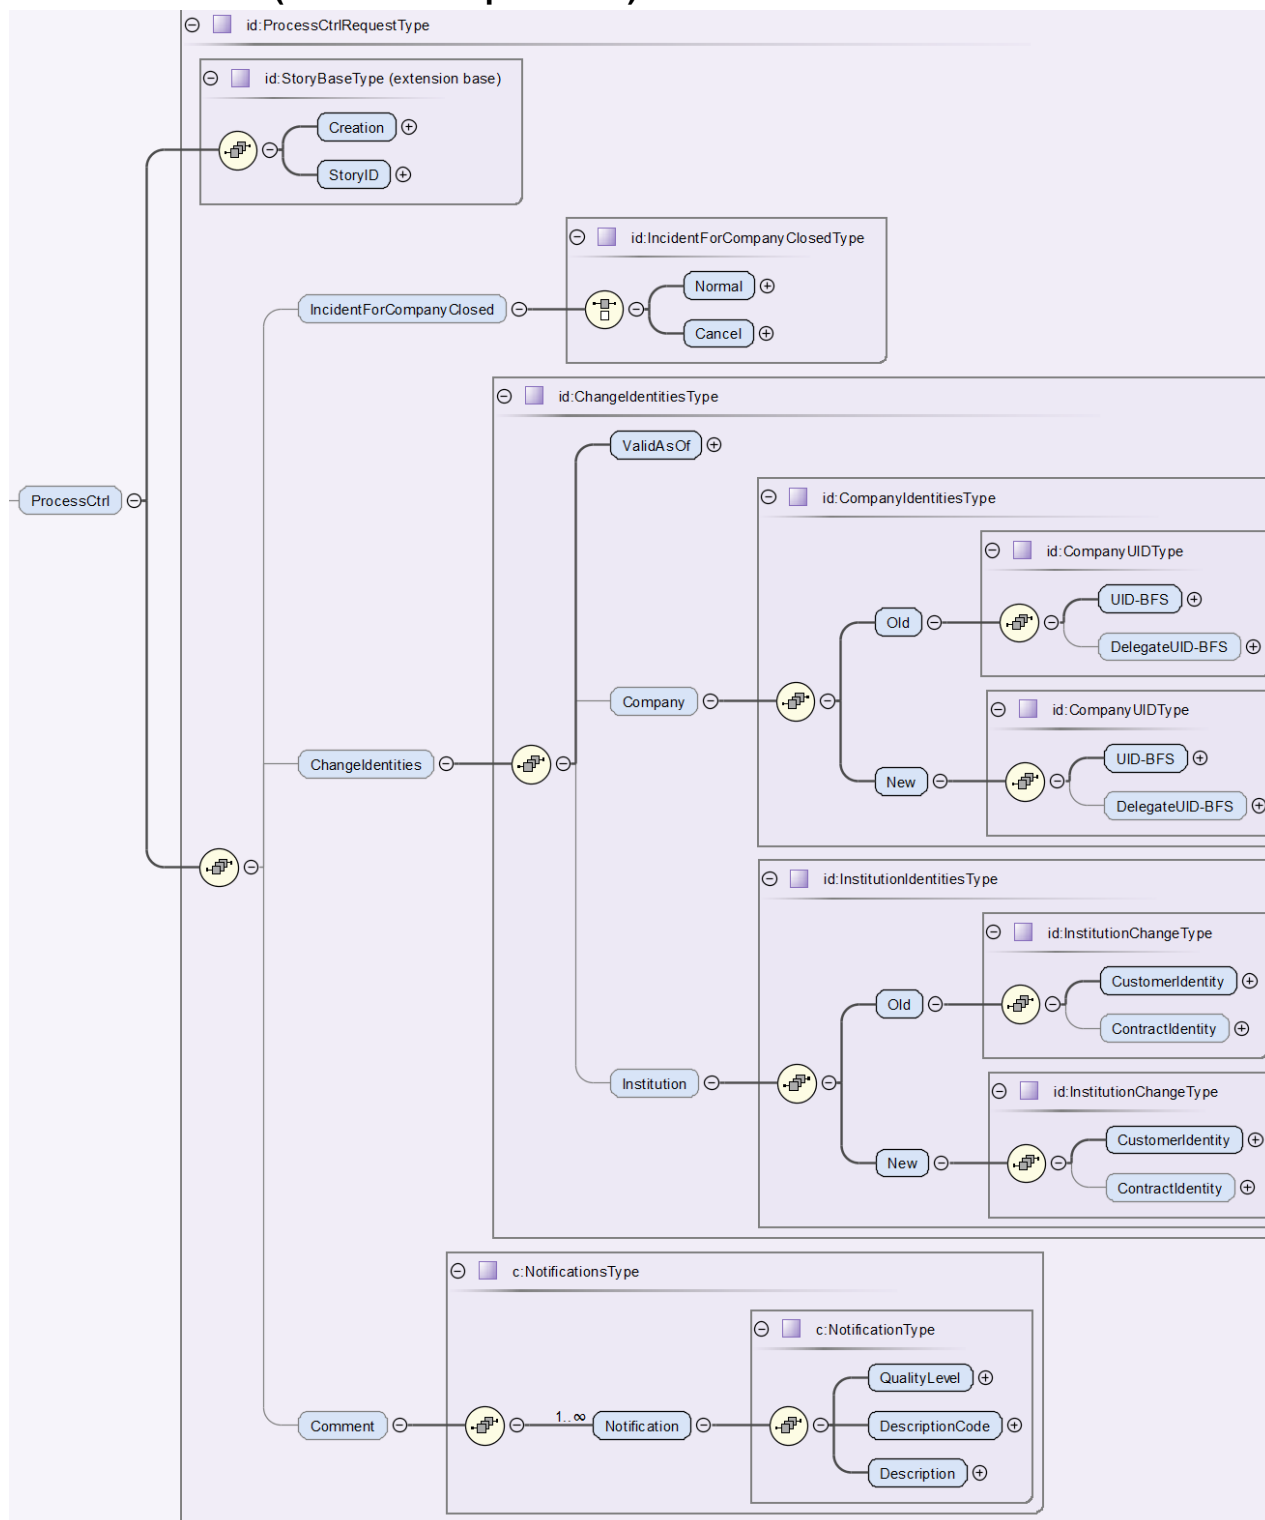 id:ProcessCtrlRequestType
id:StoryBaseType (extension base)
Creation
StoryID
id:IncidentForCompanyClosedType
Normal
IncidentForCompanyClosed
Cancel
id:ChangeIdentitiesType
ValidAsOf
ProcessCtrl
id:CompanyIdentitiesType
id:CompanyUIDType
UID-BFS
Old
DelegateUID-BFS
Company
id:CompanyUIDType
UID-BFS
ChangeIdentities
New
DelegateUID-BFS
id:InstitutionIdentitiesType
id:InstitutionChangeType
CustomerIdentity
Old
ContractIdentity
Institution
id:InstitutionChangeType
CustomerIdentity
New
ContractIdentity
c:NotificationsType
c:NotificationType
QualityLevel
Comment
1..∞
Notification
DescriptionCode
Description